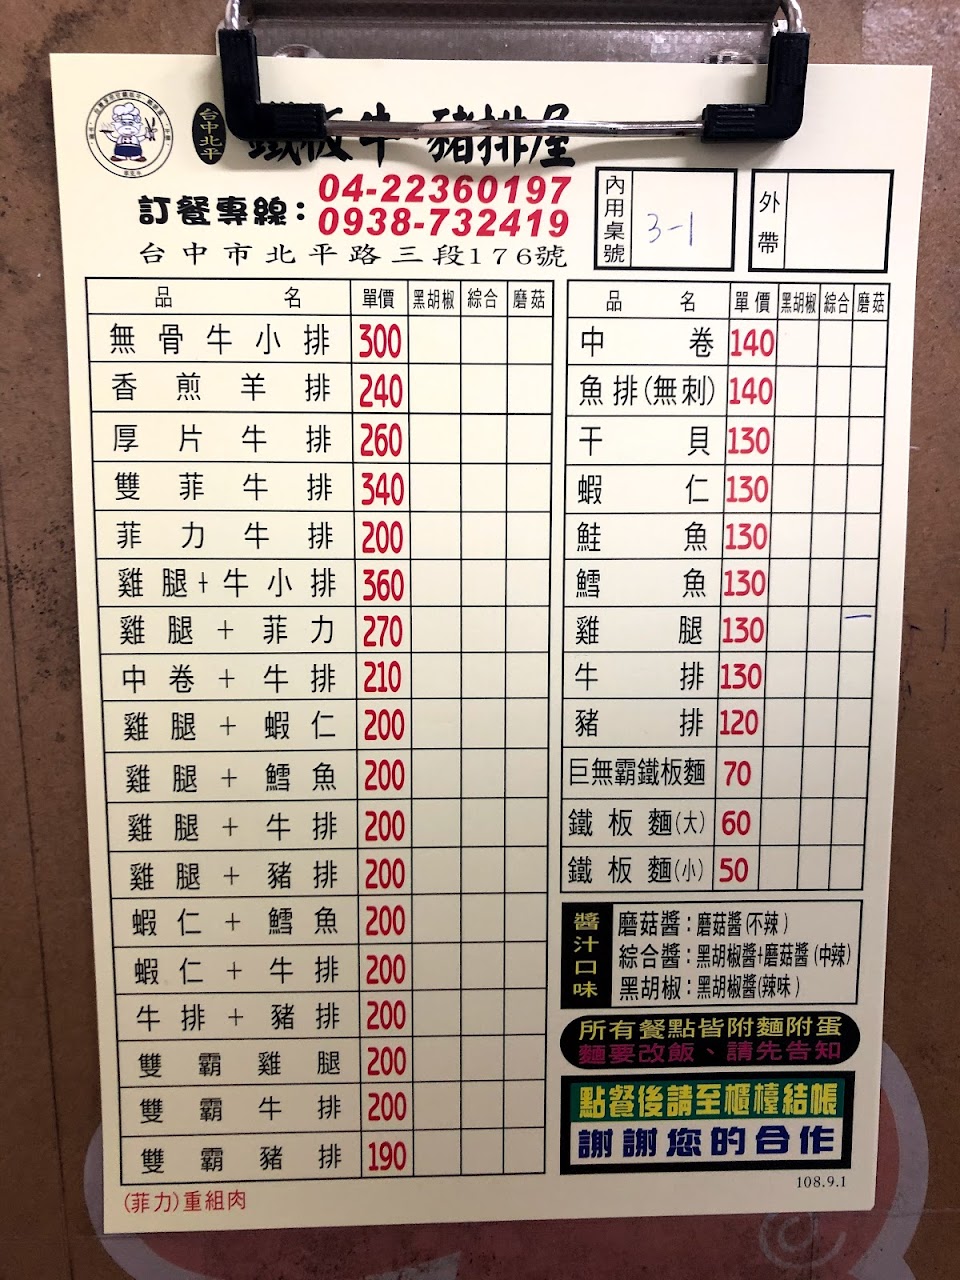 台中北平
鐵板牛·豬排屋
訂餐專線：
04-22360197
0938-732419
台中市北平路三段176號
內用桌號 3-1
外帶
品名 單價 黑胡椒 綜合 磨菇
無骨牛小排 300
香煎羊排 240
厚片牛排 260
雙菲牛排 340
菲力牛排 200
雞腿+牛小排 360
雞腿+菲力 270
中卷+牛排 210
雞腿+蝦仁 200
雞腿+鱈魚 200
雞腿+牛排 200
雞腿+豬排 200
蝦仁+鱈魚 200
蝦仁+牛排 200
牛排+豬排 200
雙霸雞腿 200
雙霸牛排 200
雙霸豬排 190
(菲力)重組肉
品名 單價 黑胡椒 綜合 磨菇
中卷 140
魚排(無刺) 140
干貝 130
蝦仁 130
鮭魚 130
鱈魚 130
雞腿 130 一
牛排 130
豬排 120
巨無霸鐵板麵 70
鐵板麵(大) 60
鐵板麵(小) 50
醬汁口味
磨菇醬：磨菇醬(不辣)
綜合醬：黑胡椒醬+磨菇醬(中辣)
黑胡椒：黑胡椒醬(辣味)
所有餐點皆附麵附蛋
麵要改飯、請先告知
點餐後請至櫃檯結帳
謝謝您的合作
108.9.1